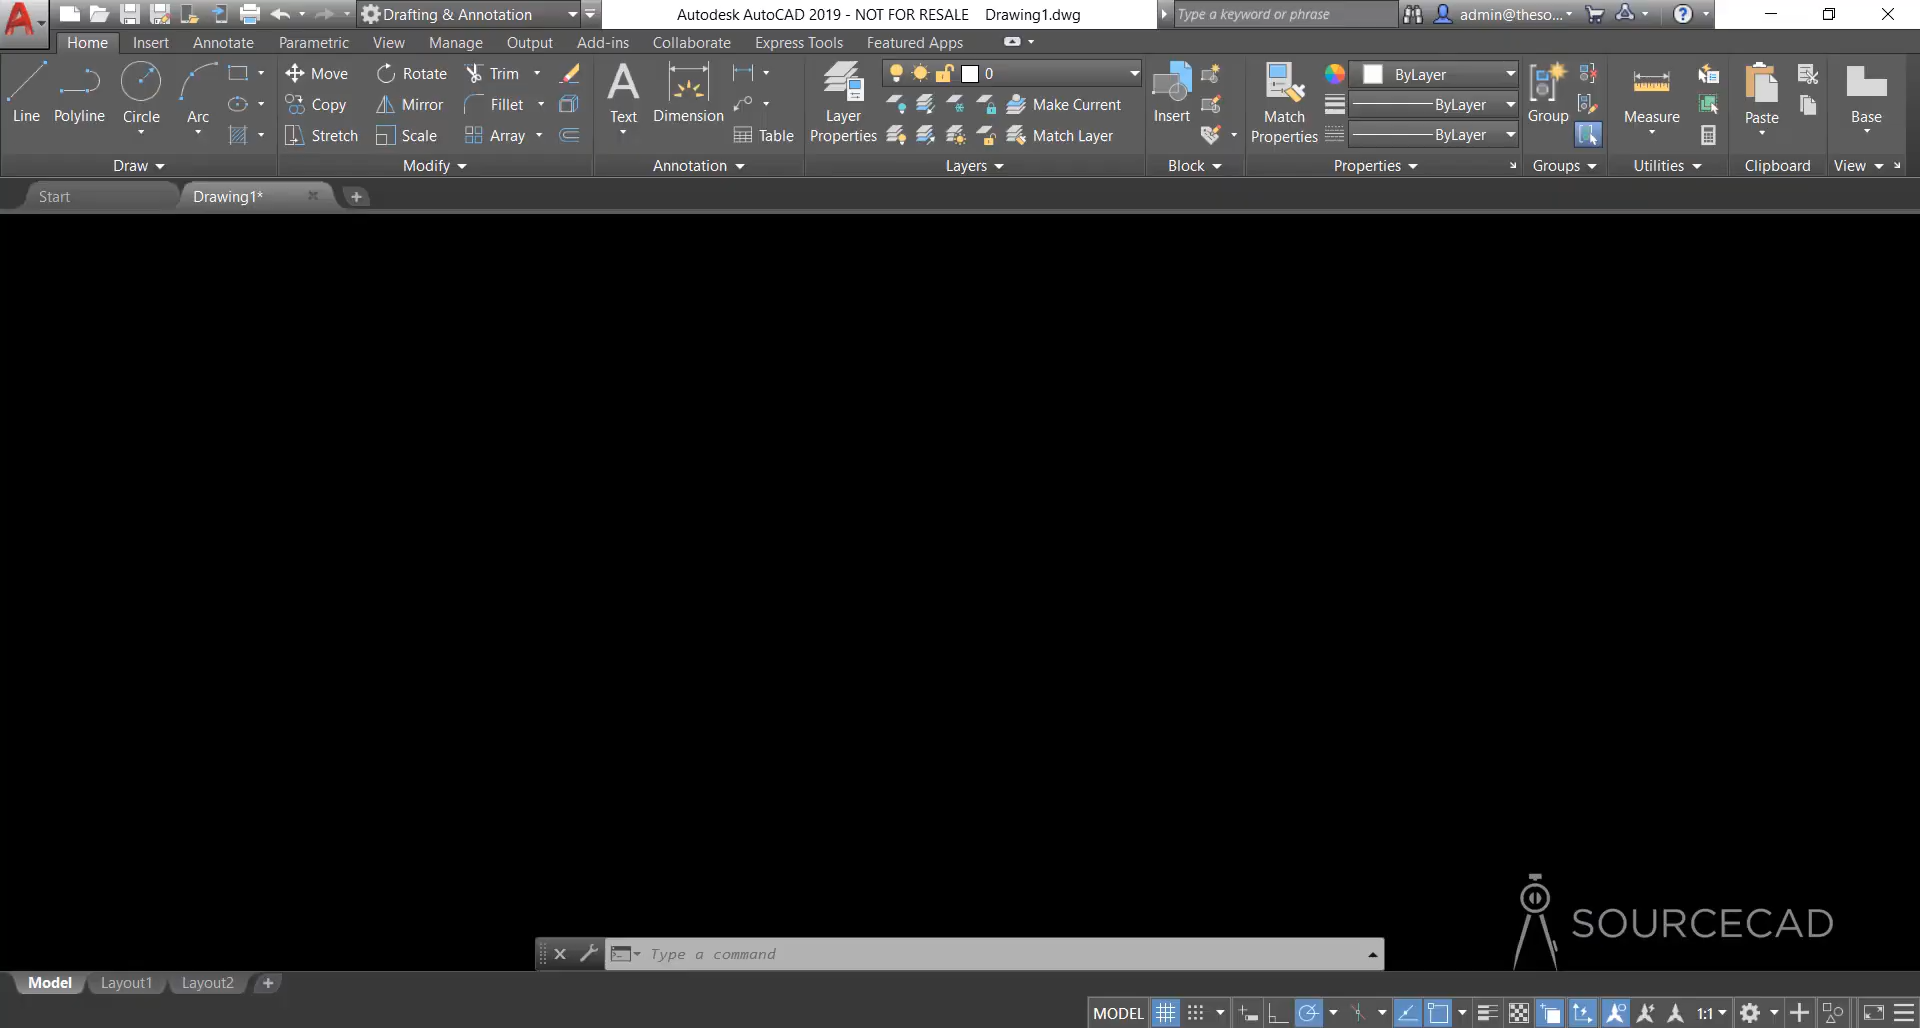 Drafting & Annotation
Autodesk AutoCAD 2019 - NOT FOR RESALE Drawing1.dwg
Type a keyword or phrase
admin@theso...
Home Insert Annotate Parametric View Manage Output Add-ins Collaborate Express Tools Featured Apps
Line Polyline Circle Arc
Move Rotate Trim
Copy Mirror Fillet
Stretch Scale Array
Text Dimension
Table
Layer Properties
0
Make Current
Match Layer
Insert
Match Properties
ByLayer
ByLayer
ByLayer
Group
Measure
Paste
Base
Draw Modify Annotation Layers Block Properties Groups Utilities Clipboard View
Start Drawing1*
SOURCECAD
Type a command
Model Layout1 Layout2
MODEL 1:1